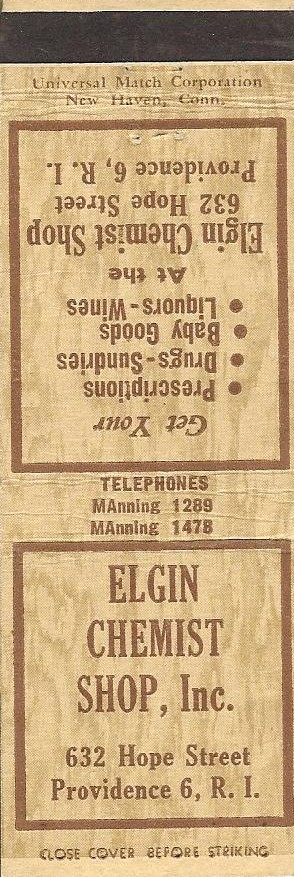 Universal Match Corporation
New Haven, Conn.
Get Your
• Prescriptions
• Drugs-Sundries
• Baby Goods
• Liquors-Wines
At the
Elgin Chemist Shop
632 Hope Street
Providence 6, R. I.
TELEPHONES
MAnning 1289
MAnning 1478
ELGIN
CHEMIST
SHOP, Inc.
632 Hope Street
Providence 6, R. I.
CLOSE COVER BEFORE STRIKING